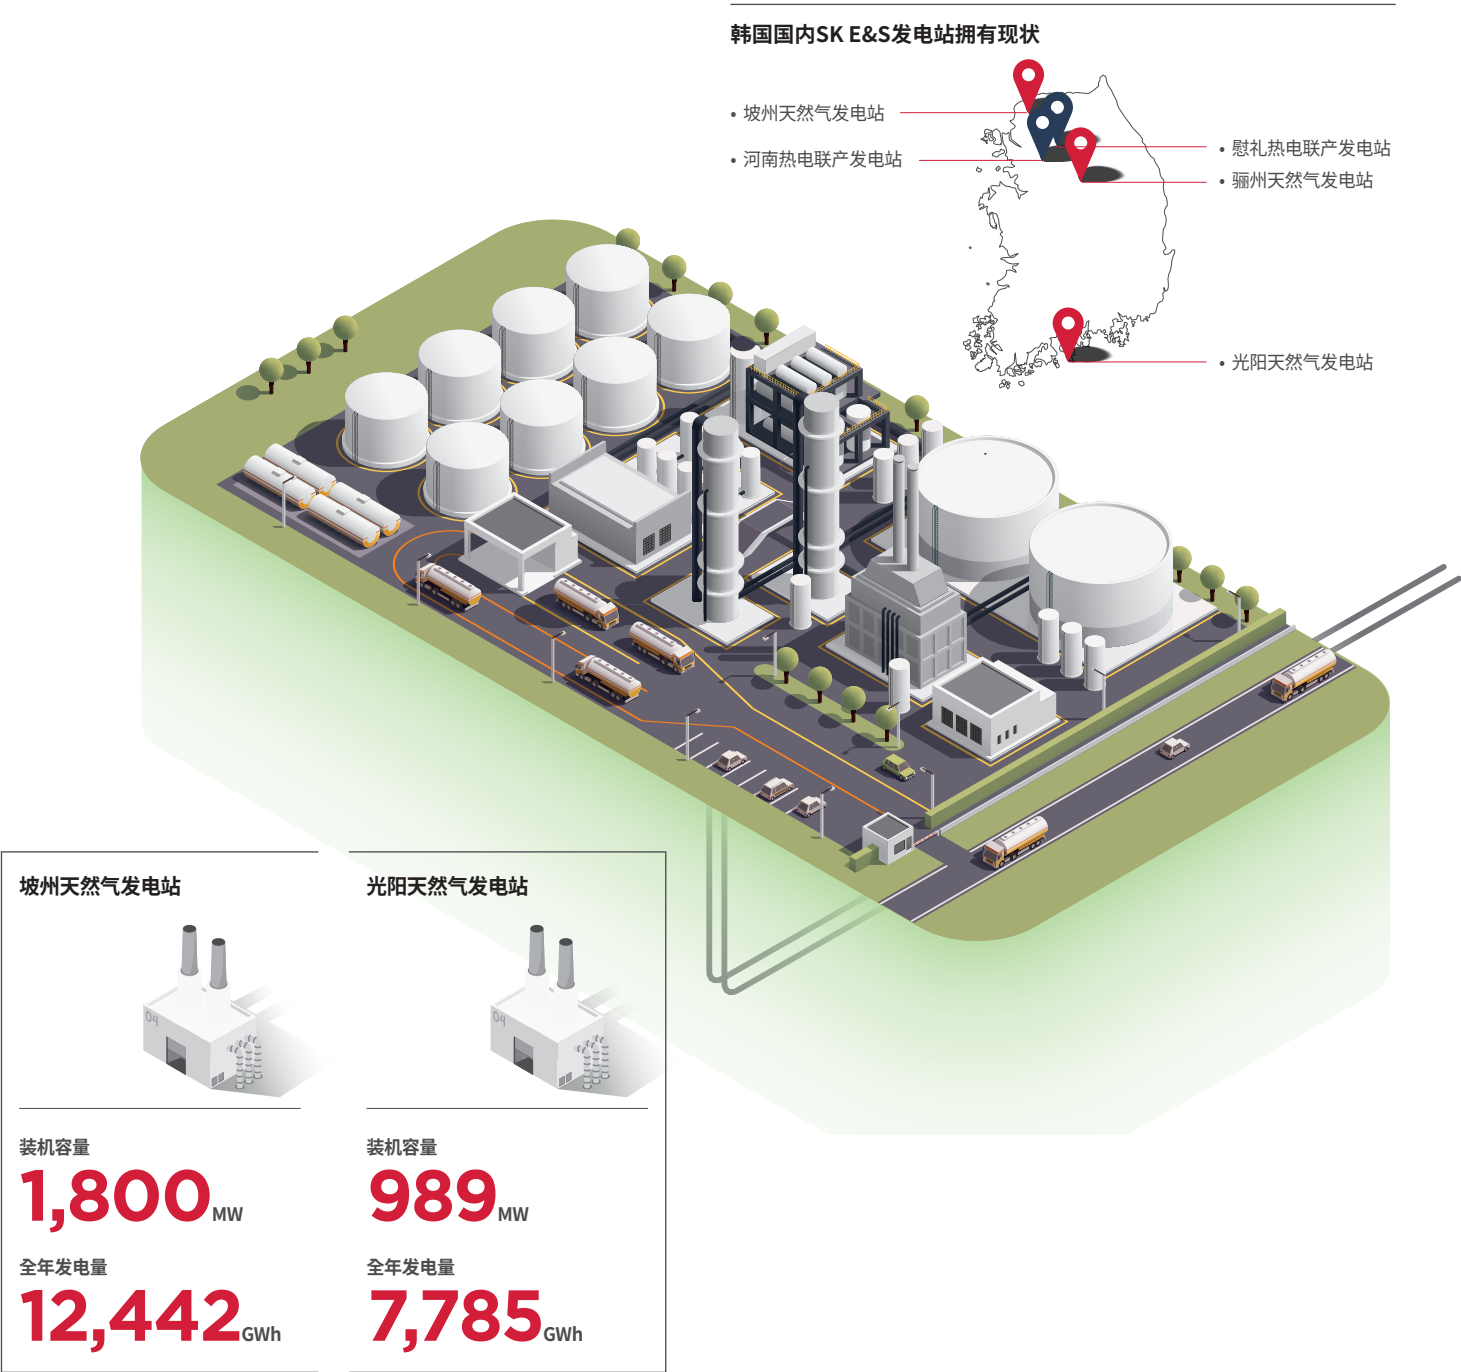 韩国国内SK E&S发电站拥有现状
• 坡州天然气发电站
• 河南热电联产发电站
• 慰礼热电联产发电站
• 骊州天然气发电站
• 光阳天然气发电站
坡州天然气发电站
04
装机容量
1,800MW
全年发电量
12,442GWh
光阳天然气发电站
04
装机容量
989MW
全年发电量
7,785GWh